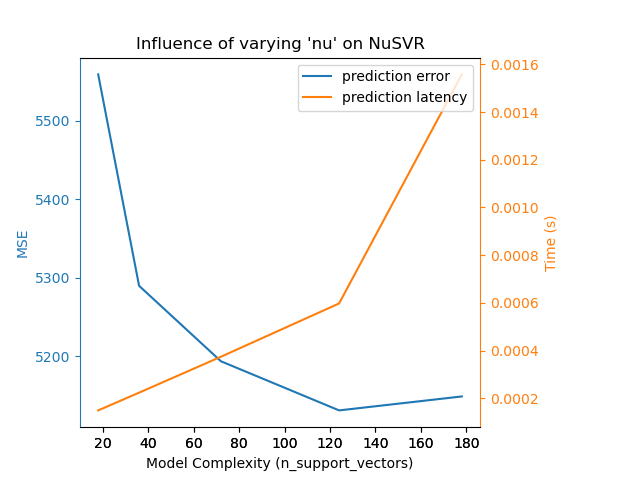 Influence of varying 'nu' on NuSVR
prediction error
prediction latency
5500
5400
5300
5200
MSE
0.0016
0.0014
0.0012
0.0010
0.0008
0.0006
0.0004
0.0002
Time (s)
20 40 60 80 100 120 140 160 180
Model Complexity (n_support_vectors)